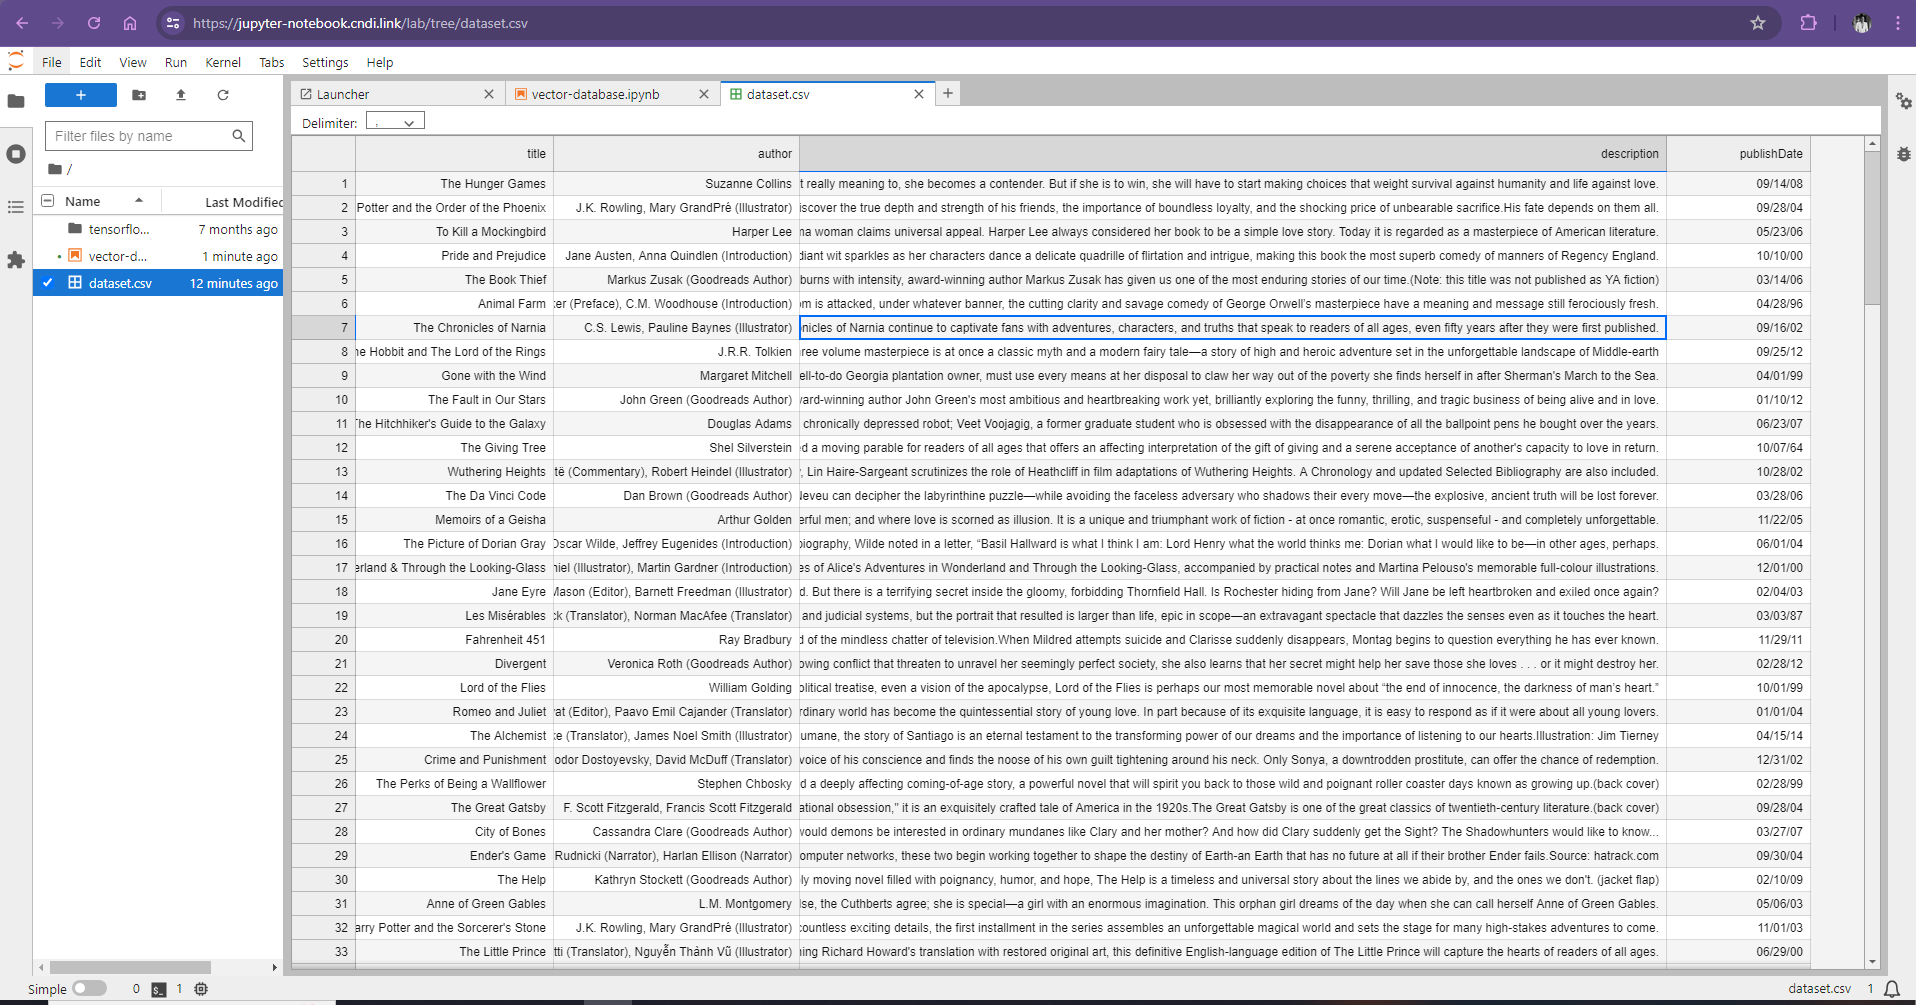 https://jupyter-notebook.cndi.link/lab/tree/dataset.csv
File Edit View Run Kernel Tabs Settings Help
Launcher vector-database.ipynb dataset.csv
Filter files by name
Delimiter: ,
/
Name Last Modified
tensorflo... 7 months ago
vector-d... 1 minute ago
dataset.csv 12 minutes ago
title author description publishDate
1 The Hunger Games Suzanne Collins t really meaning to, she becomes a contender. But if she is to win, she will have to start making choices that weight survival against humanity and life against love. 09/14/08
2 Potter and the Order of the Phoenix J.K. Rowling, Mary GrandPré (Illustrator) iscover the true depth and strength of his friends, the importance of boundless loyalty, and the shocking price of unbearable sacrifice.His fate depends on them all. 09/28/04
3 To Kill a Mockingbird Harper Lee na woman claims universal appeal. Harper Lee always considered her book to be a simple love story. Today it is regarded as a masterpiece of American literature. 05/23/06
4 Pride and Prejudice Jane Austen, Anna Quindlen (Introduction) diant wit sparkles as her characters dance a delicate quadrille of flirtation and intrigue, making this book the most superb comedy of manners of Regency England. 10/10/00
5 The Book Thief Markus Zusak (Goodreads Author) burns with intensity, award-winning author Markus Zusak has given us one of the most enduring stories of our time.(Note: this title was not published as YA fiction) 03/14/06
6 Animal Farm er (Preface), C.M. Woodhouse (Introduction) m is attacked, under whatever banner, the cutting clarity and savage comedy of George Orwell's masterpiece have a meaning and message still ferociously fresh. 04/28/96
7 The Chronicles of Narnia C.S. Lewis, Pauline Baynes (Illustrator) nicles of Narnia continue to captivate fans with adventures, characters, and truths that speak to readers of all ages, even fifty years after they were first published. 09/16/02
8 he Hobbit and The Lord of the Rings J.R.R. Tolkien ree volume masterpiece is at once a classic myth and a modern fairy tale—a story of high and heroic adventure set in the unforgettable landscape of Middle-earth 09/25/12
9 Gone with the Wind Margaret Mitchell ell-to-do Georgia plantation owner, must use every means at her disposal to claw her way out of the poverty she finds herself in after Sherman's March to the Sea. 04/01/99
10 The Fault in Our Stars John Green (Goodreads Author) ard-winning author John Green's most ambitious and heartbreaking work yet, brilliantly exploring the funny, thrilling, and tragic business of being alive and in love. 01/10/12
11 The Hitchhiker's Guide to the Galaxy Douglas Adams chronically depressed robot; Veet Voojagig, a former graduate student who is obsessed with the disappearance of all the ballpoint pens he bought over the years. 06/23/07
12 The Giving Tree Shel Silverstein d a moving parable for readers of all ages that offers an affecting interpretation of the gift of giving and a serene acceptance of another's capacity to love in return. 10/07/64
13 Wuthering Heights të (Commentary), Robert Heindel (Illustrator) , Lin Haire-Sargeant scrutinizes the role of Heathcliff in film adaptations of Wuthering Heights. A Chronology and updated Selected Bibliography are also included. 10/28/02
14 The Da Vinci Code Dan Brown (Goodreads Author) Neveu can decipher the labyrinthine puzzle—while avoiding the faceless adversary who shadows their every move—the explosive, ancient truth will be lost forever. 03/28/06
15 Memoirs of a Geisha Arthur Golden erful men; and where love is scorned as illusion. It is a unique and triumphant work of fiction - at once romantic, erotic, suspenseful - and completely unforgettable. 11/22/05
16 The Picture of Dorian Gray Oscar Wilde, Jeffrey Eugenides (Introduction) biography, Wilde noted in a letter, “Basil Hallward is what I think I am: Lord Henry what the world thinks me: Dorian what I would like to be—in other ages, perhaps. 06/01/04
17 erland & Through the Looking-Glass niel (Illustrator), Martin Gardner (Introduction) es of Alice's Adventures in Wonderland and Through the Looking-Glass, accompanied by practical notes and Martina Pelouso's memorable full-colour illustrations. 12/01/00
18 Jane Eyre Mason (Editor), Barnett Freedman (Illustrator) d. But there is a terrifying secret inside the gloomy, forbidding Thornfield Hall. Is Rochester hiding from Jane? Will Jane be left heartbroken and exiled once again? 02/04/03
19 Les Misérables ck (Translator), Norman MacAfee (Translator) and judicial systems, but the portrait that resulted is larger than life, epic in scope—an extravagant spectacle that dazzles the senses even as it touches the heart. 03/03/87
20 Fahrenheit 451 Ray Bradbury d of the mindless chatter of television.When Mildred attempts suicide and Clarisse suddenly disappears, Montag begins to question everything he has ever known. 11/29/11
21 Divergent Veronica Roth (Goodreads Author) owing conflict that threaten to unravel her seemingly perfect society, she also learns that her secret might help her save those she loves . . . or it might destroy her. 02/28/12
22 Lord of the Flies William Golding olitical treatise, even a vision of the apocalypse, Lord of the Flies is perhaps our most memorable novel about “the end of innocence, the darkness of man’s heart.” 10/01/99
23 Romeo and Juliet rat (Editor), Paavo Emil Cajander (Translator) rdinary world has become the quintessential story of young love. In part because of its exquisite language, it is easy to respond as if it were about all young lovers. 01/01/04
24 The Alchemist ke (Translator), James Noel Smith (Illustrator) umane, the story of Santiago is an eternal testament to the transforming power of our dreams and the importance of listening to our hearts.Illustration: Jim Tierney 04/15/14
25 Crime and Punishment odor Dostoyevsky, David McDuff (Translator) voice of his conscience and finds the noose of his own guilt tightening around his neck. Only Sonya, a downtrodden prostitute, can offer the chance of redemption. 12/31/02
26 The Perks of Being a Wallflower Stephen Chbosky d a deeply affecting coming-of-age story, a powerful novel that will spirit you back to those wild and poignant roller coaster days known as growing up.(back cover) 02/28/99
27 The Great Gatsby F. Scott Fitzgerald, Francis Scott Fitzgerald ational obsession," it is an exquisitely crafted tale of America in the 1920s.The Great Gatsby is one of the great classics of twentieth-century literature.(back cover) 09/28/04
28 City of Bones Cassandra Clare (Goodreads Author) would demons be interested in ordinary mundanes like Clary and her mother? And how did Clary suddenly get the Sight? The Shadowhunters would like to know... 03/27/07
29 Ender's Game Rudnicki (Narrator), Harlan Ellison (Narrator) omputer networks, these two begin working together to shape the destiny of Earth-an Earth that has no future at all if their brother Ender fails.Source: hatrack.com 09/30/04
30 The Help Kathryn Stockett (Goodreads Author) ly moving novel filled with poignancy, humor, and hope, The Help is a timeless and universal story about the lines we abide by, and the ones we don't. (jacket flap) 02/10/09
31 Anne of Green Gables L.M. Montgomery lse, the Cuthberts agree; she is special—a girl with an enormous imagination. This orphan girl dreams of the day when she can call herself Anne of Green Gables. 05/06/03
32 arry Potter and the Sorcerer's Stone J.K. Rowling, Mary GrandPré (Illustrator) countless exciting details, the first installment in the series assembles an unforgettable magical world and sets the stage for many high-stakes adventures to come. 11/01/03
33 The Little Prince tti (Translator), Nguyễn Thành Vũ (Illustrator) ning Richard Howard's translation with restored original art, this definitive English-language edition of The Little Prince will capture the hearts of readers of all ages. 06/29/00
Simple 0 1 dataset.csv 1